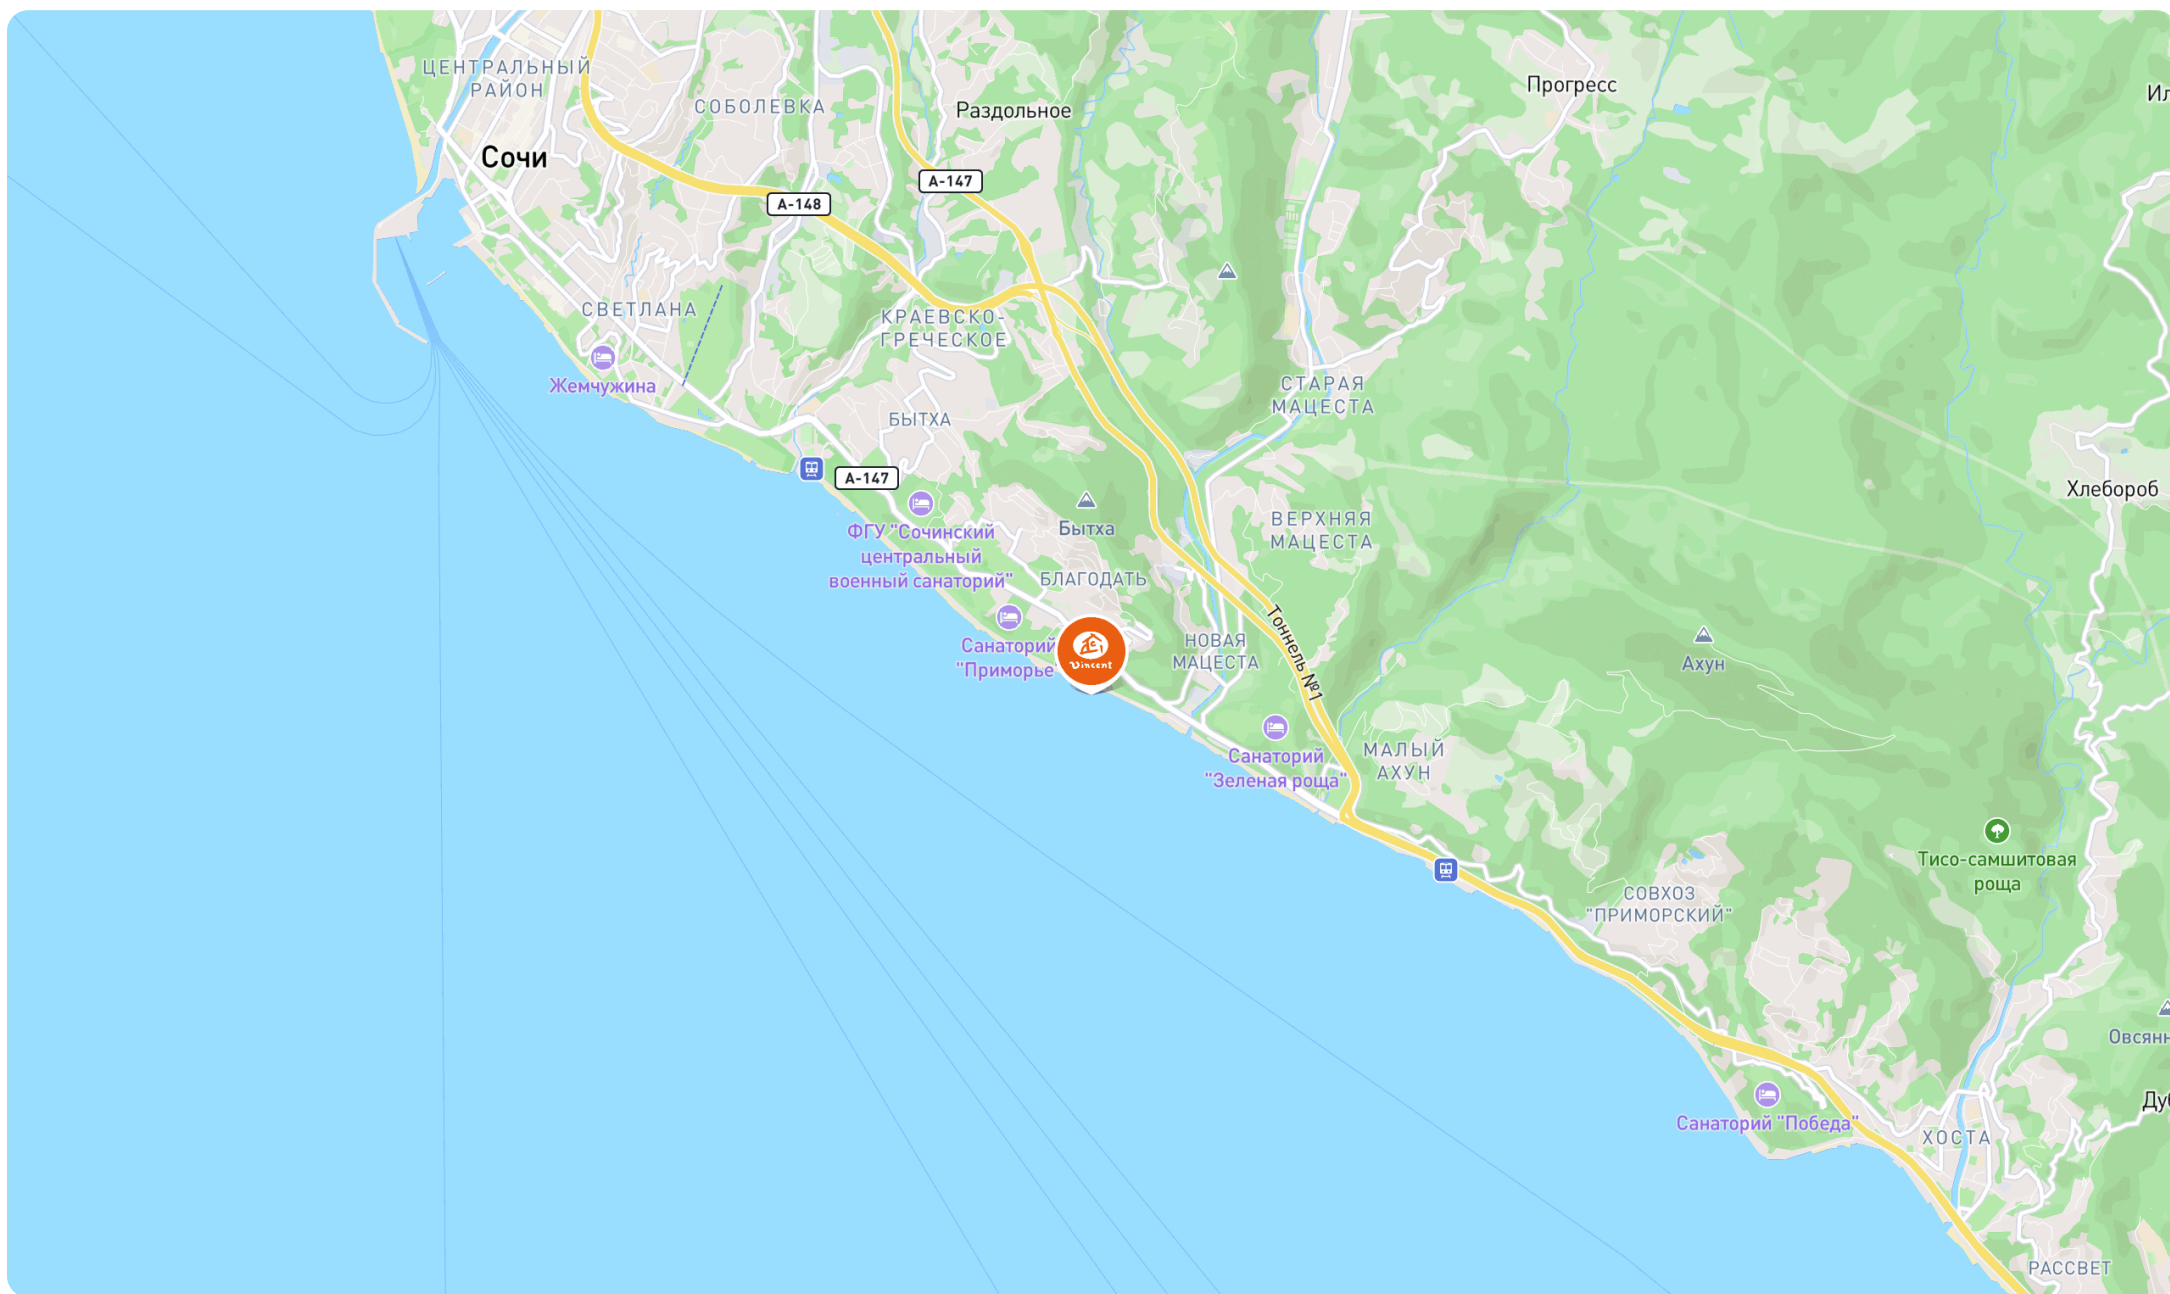 ЦЕНТРАЛЬНЫЙ
РАЙОН
СОБОЛЕВКА
Раздольное
Прогресс
Сочи
А-147
А-148
СВЕТЛАНА
КРАЕВСКО-
ГРЕЧЕСКОЕ
Жемчужина
СТАРАЯ
МАЦЕСТА
БЫТХА
А-147
Хлебороб
ФГУ "Сочинский
центральный
военный санаторий"
Бытха
ВЕРХНЯЯ
МАЦЕСТА
БЛАГОДАТЬ
Санаторий
"Приморье"
Vincent
НОВАЯ
МАЦЕСТА
Тоннель №1
Ахун
Санаторий
"Зеленая роща"
МАЛЫЙ
АХУН
Тисо-самшитовая
роща
СОВХОЗ
"ПРИМОРСКИЙ"
Овсянн
Санаторий "Победа"
ХОСТА
РАССВЕТ